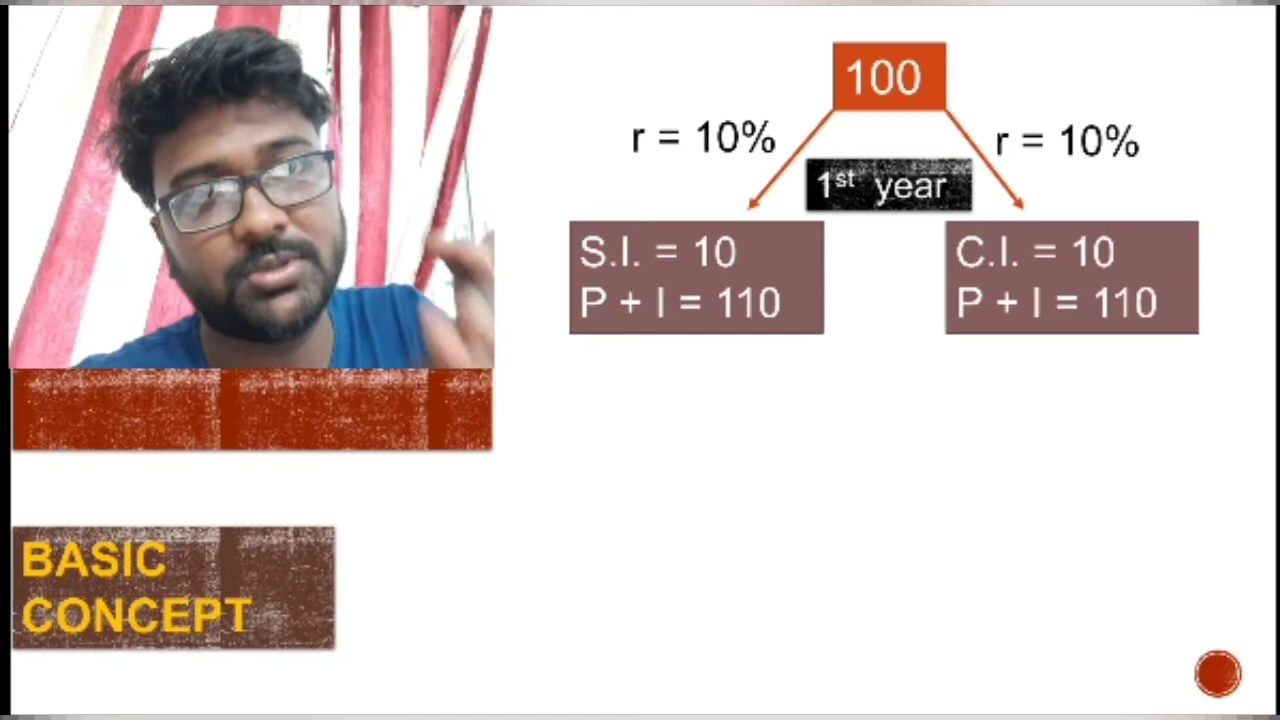 100
r = 10%
r = 10%
1st year
S.I. = 10
P + I = 110
C.I. = 10
P + I = 110
BASIC
CONCEPT